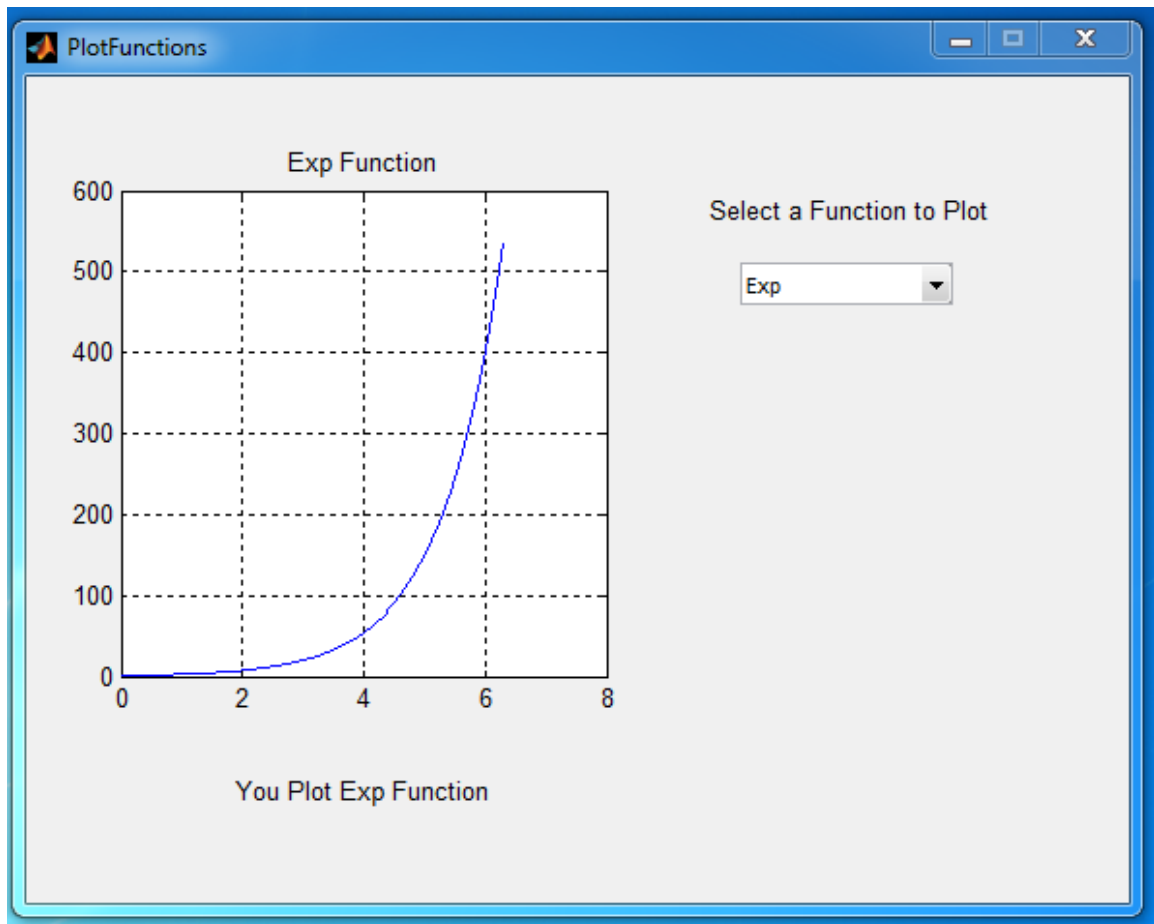 PlotFunctions
Exp Function
600
500
400
300
200
100
0
0 2 4 6 8
Select a Function to Plot
Exp
You Plot Exp Function